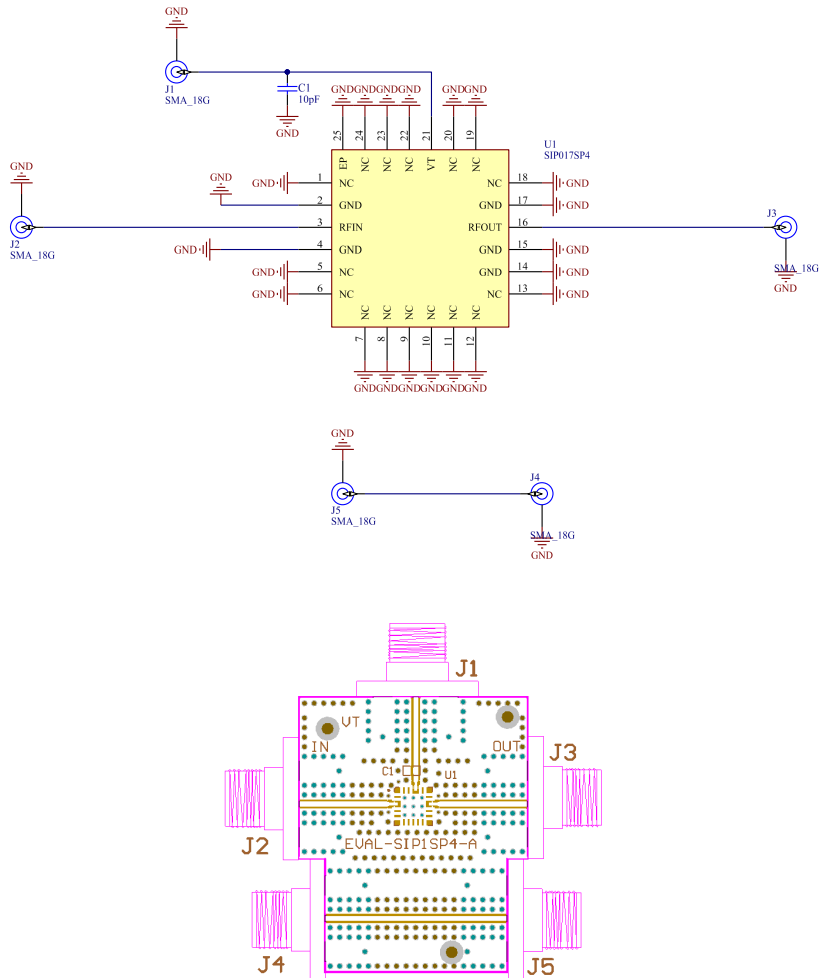 GND
J1
SMA_18G
C1
10pF
GND
GND GND GND GND GND GND
25 24 23 22 21 20 19
EP NC NC NC VT NC NC
U1
SIP017SP4
GND 1 NC NC 18 GND
GND 2 GND GND 17 GND
GND
J2
SMA_18G
3 RFIN RFOUT 16
J3
SMA_18G
GND
GND 4 GND GND 15 GND
GND 5 NC GND 14 GND
GND 6 NC NC 13 GND
NC NC NC NC NC NC
7 8 9 10 11 12
GND GND GND GND GND GND
GND
J5
SMA_18G
J4
SMA_18G
GND
J1
VT
IN OUT
J3
C1 U1
J2
EVAL-SIP1SP4-A
J4 J5